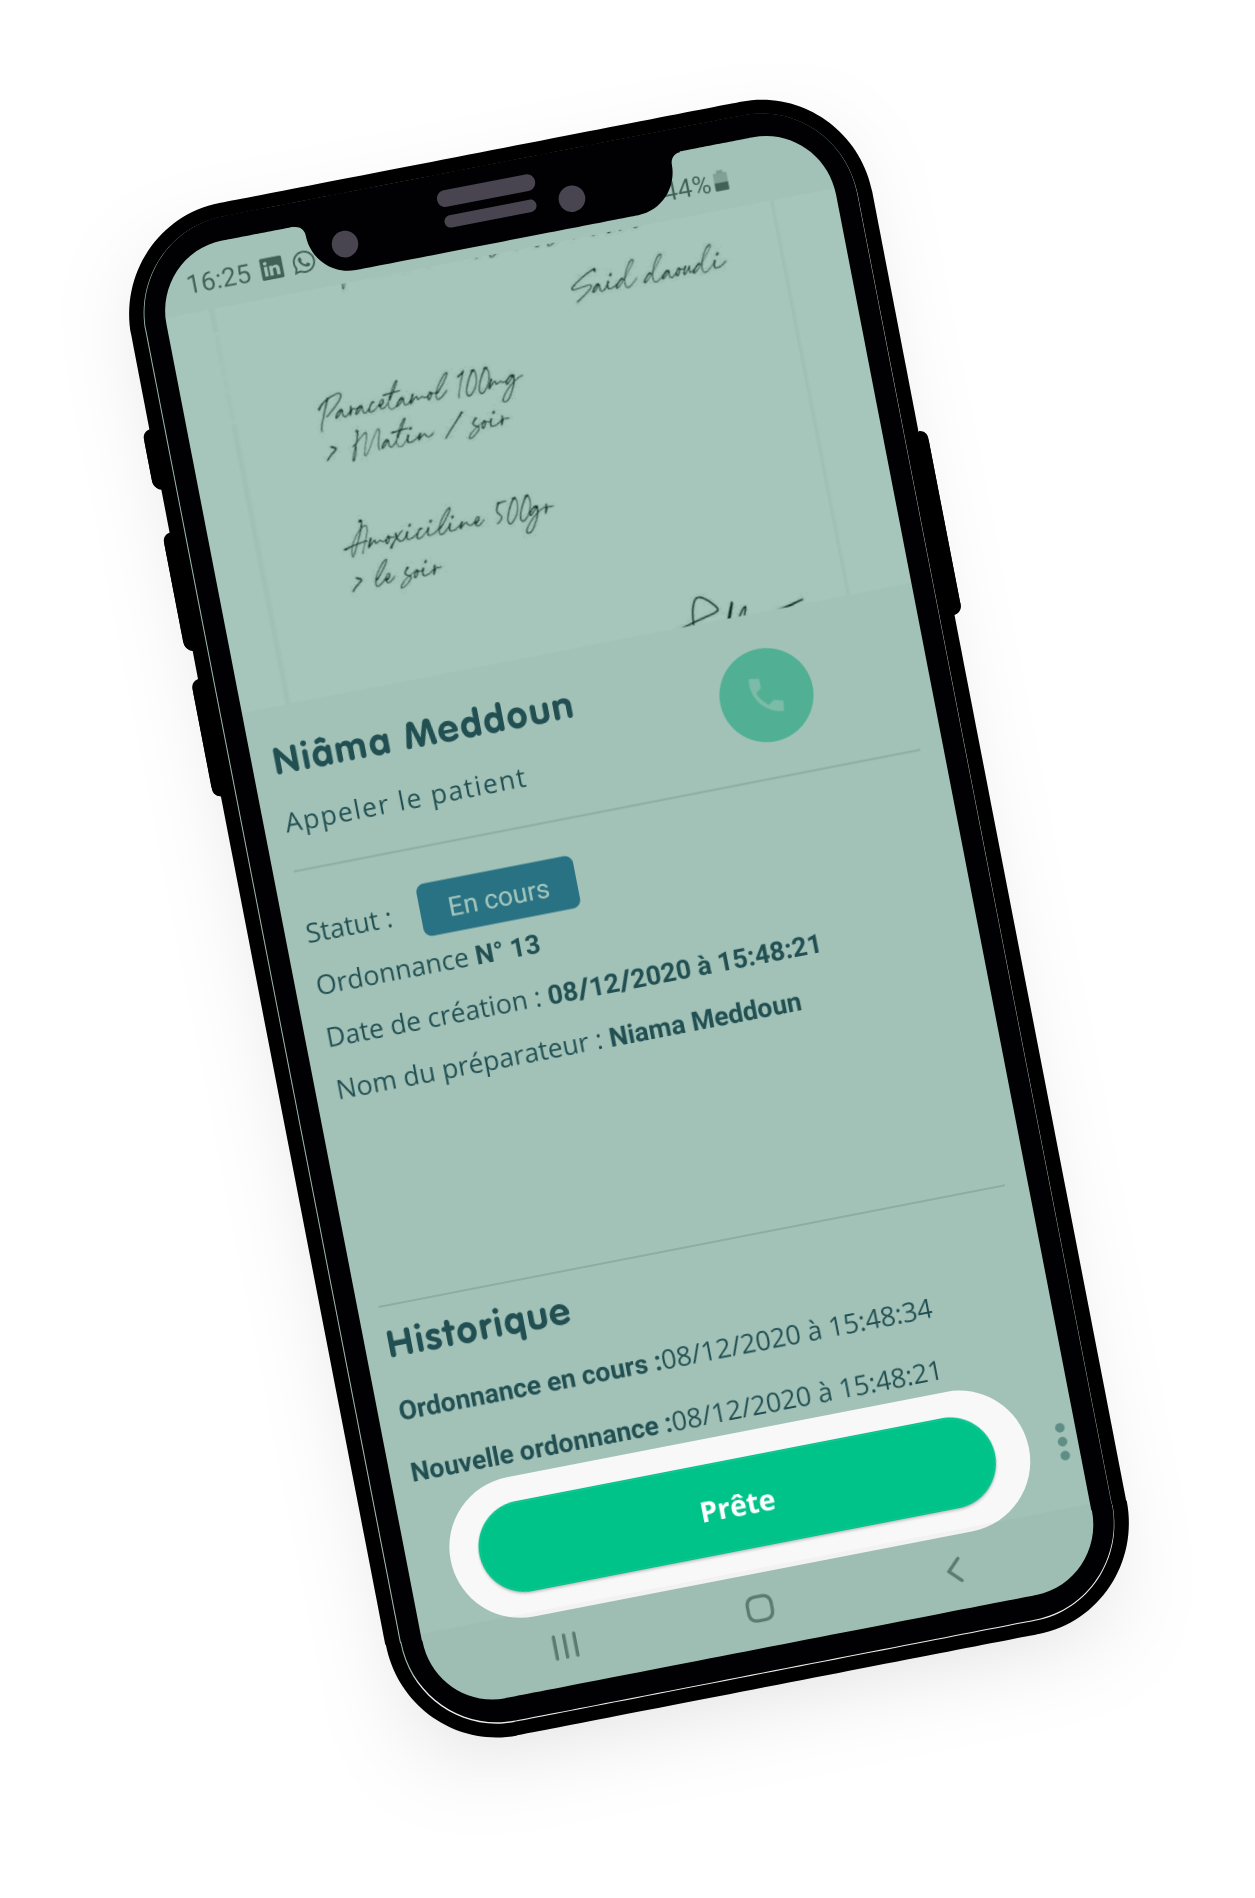 16:25
44%
Said daoudi
Paracetamol 100mg
> Matin / soir
Amoxiciline 500gr
> le soir
Niâma Meddoun
Appeler le patient
Statut : En cours
Ordonnance N° 13
Date de création : 08/12/2020 à 15:48:21
Nom du préparateur : Niama Meddoun
Historique
Ordonnance en cours :08/12/2020 à 15:48:34
Nouvelle ordonnance :08/12/2020 à 15:48:21
Prête